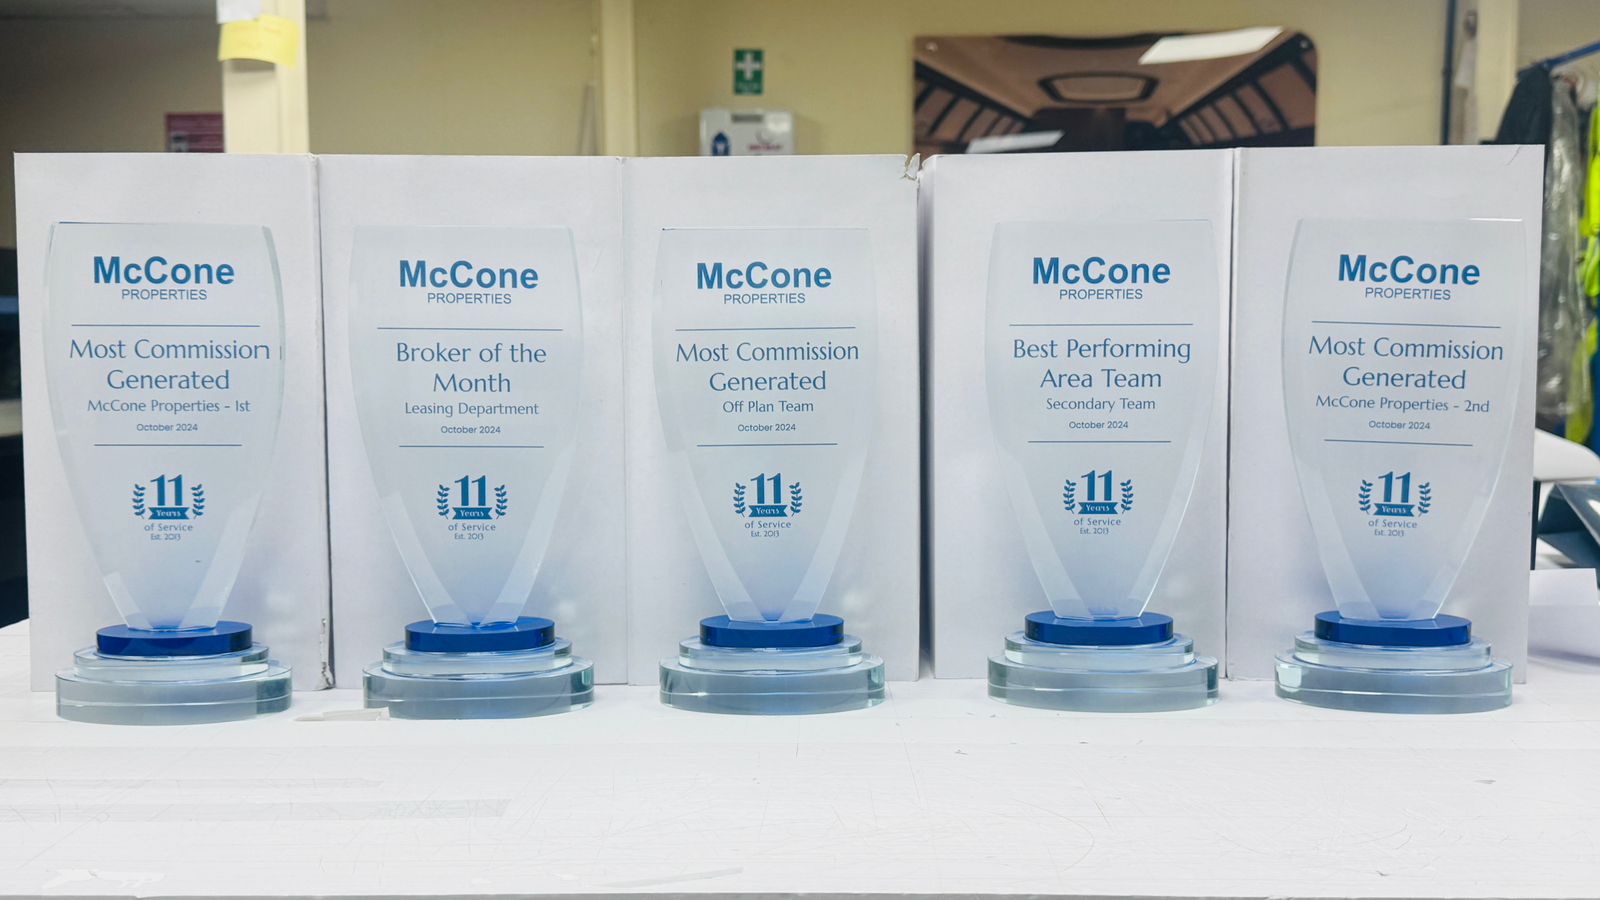 McCone
PROPERTIES
Most Commission
Generated
McCone Properties - 1st
October 2024
11
Years
of Service
Est. 2013
McCone
PROPERTIES
Broker of the
Month
Leasing Department
October 2024
11
Years
of Service
Est. 2013
McCone
PROPERTIES
Most Commission
Generated
Off Plan Team
October 2024
11
Years
of Service
Est. 2013
McCone
PROPERTIES
Best Performing
Area Team
Secondary Team
October 2024
11
Years
of Service
Est. 2013
McCone
PROPERTIES
Most Commission
Generated
McCone Properties - 2nd
October 2024
11
Years
of Service
Est. 2013